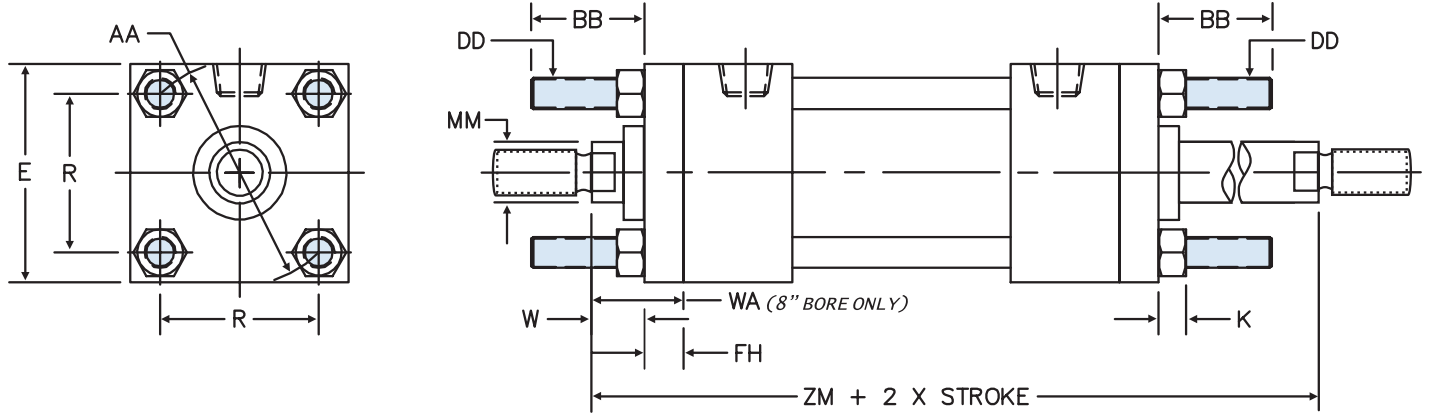 AA
E
R
R
BB
BB
DD
DD
MM
WA (8" BORE ONLY)
W
K
FH
ZM + 2 X STROKE